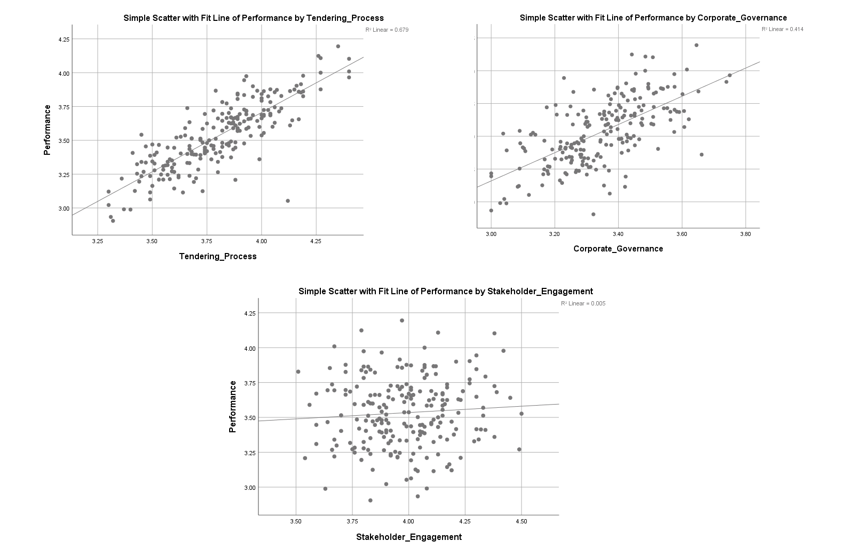 Simple Scatter with Fit Line of Performance by Tendering_Process
R² Linear = 0.679
4.25
4.00
3.75
3.50
3.25
3.00
Performance
3.25
3.50
3.75
4.00
4.25
Tendering_Process
Simple Scatter with Fit Line of Performance by Corporate_Governance
R² Linear = 0.414
3.00
3.20
3.40
3.60
3.80
Corporate_Governance
Simple Scatter with Fit Line of Performance by Stakeholder_Engagement
R² Linear = 0.005
4.25
4.00
3.75
3.50
3.25
3.00
Performance
3.50
3.75
4.00
4.25
4.50
Stakeholder_Engagement